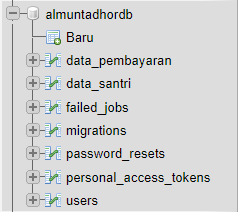 almuntadhordb
Baru
data_pembayaran
data_santri
failed_jobs
migrations
password_resets
personal_access_tokens
users